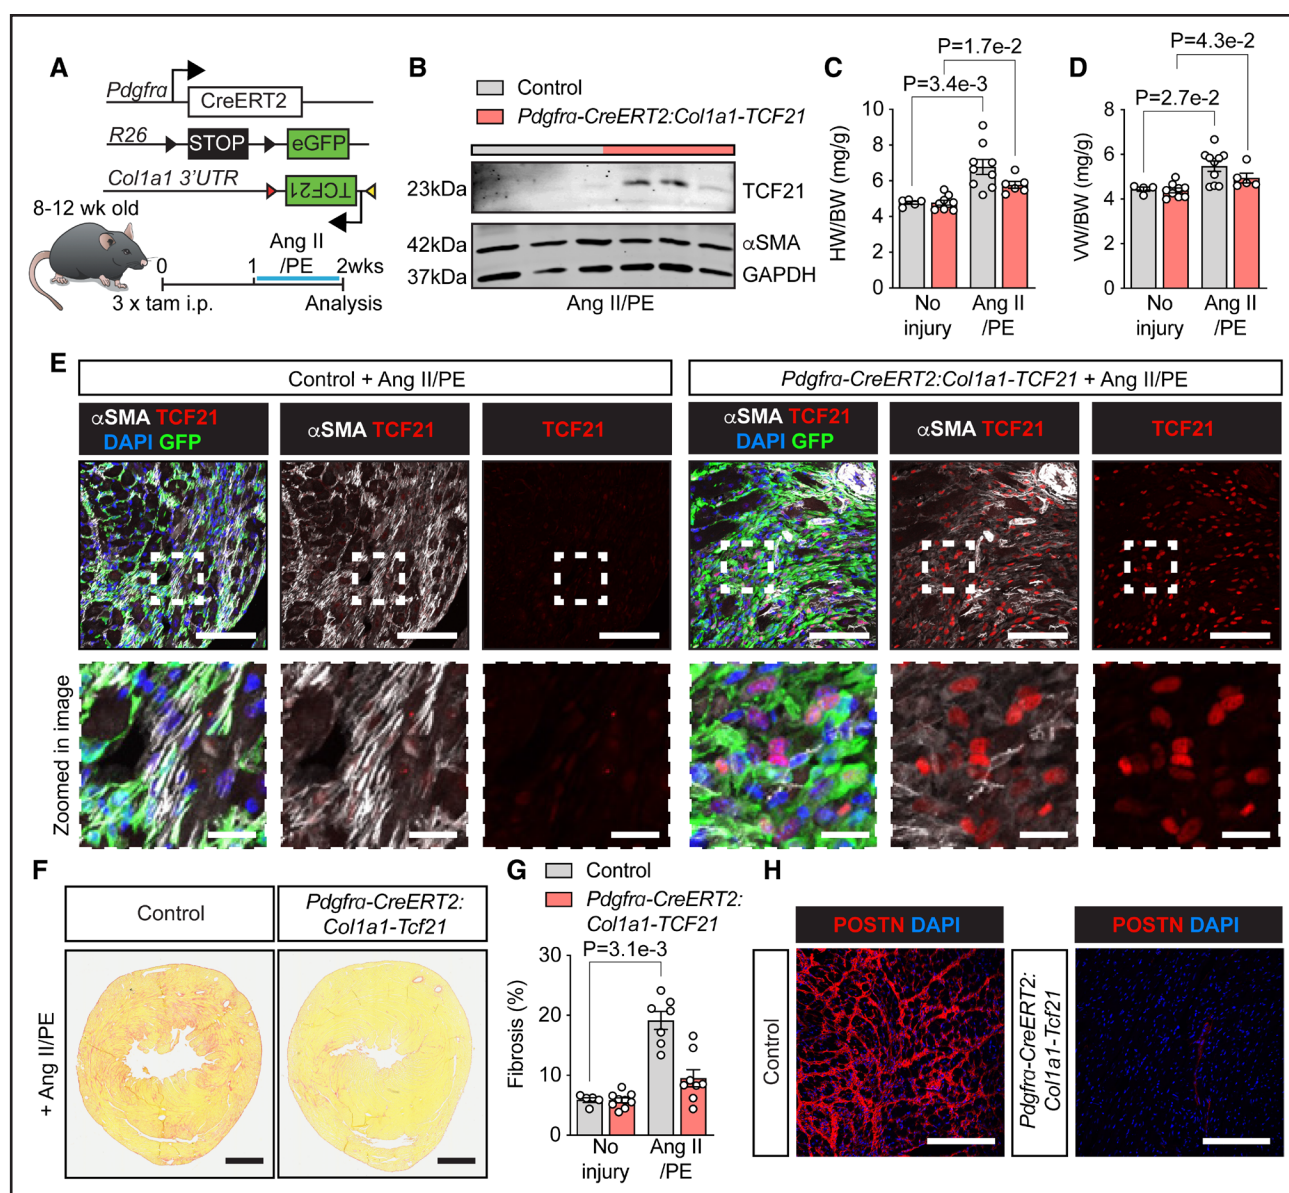 A
Pdgfrα
CreERT2
R26
STOP
eGFP
Col1a1 3'UTR
TCF21
8-12 wk old
Ang II
/PE
0
1
2wks
3 x tam i.p.
Analysis
B
Control
Pdgfrα-CreERT2:Col1a1-TCF21
23kDa
TCF21
42kDa
αSMA
37kDa
GAPDH
Ang II/PE
C
P=1.7e-2
P=3.4e-3
HW/BW (mg/g)
10
8
6
4
2
0
No
injury
Ang II
/PE
D
P=4.3e-2
P=2.7e-2
VW/BW (mg/g)
8
6
4
2
0
No
injury
Ang II
/PE
E
Control + Ang II/PE
Pdgfrα-CreERT2:Col1a1-TCF21 + Ang II/PE
αSMA TCF21
DAPI GFP
αSMA TCF21
TCF21
αSMA TCF21
DAPI GFP
αSMA TCF21
TCF21
Zoomed in image
F
Control
Pdgfrα-CreERT2:
Col1a1-Tcf21
+ Ang II/PE
G
Control
Pdgfrα-CreERT2:
Col1a1-TCF21
P=3.1e-3
Fibrosis (%)
30
20
10
0
No
injury
Ang II
/PE
H
POSTN DAPI
POSTN DAPI
Control
Pdgfrα-CreERT2:
Col1a1-Tcf21